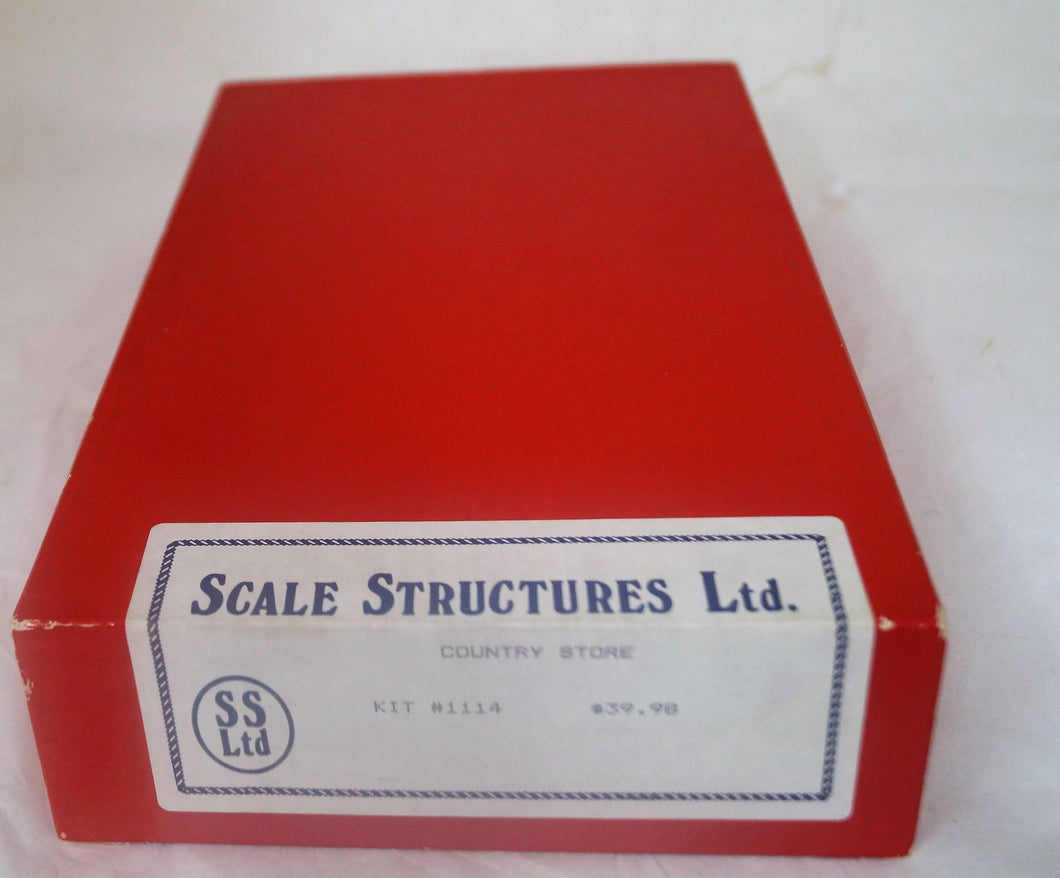 SCALE STRUCTURES Ltd.
COUNTRY STORE
KIT #1114 $39.98
SS
Ltd